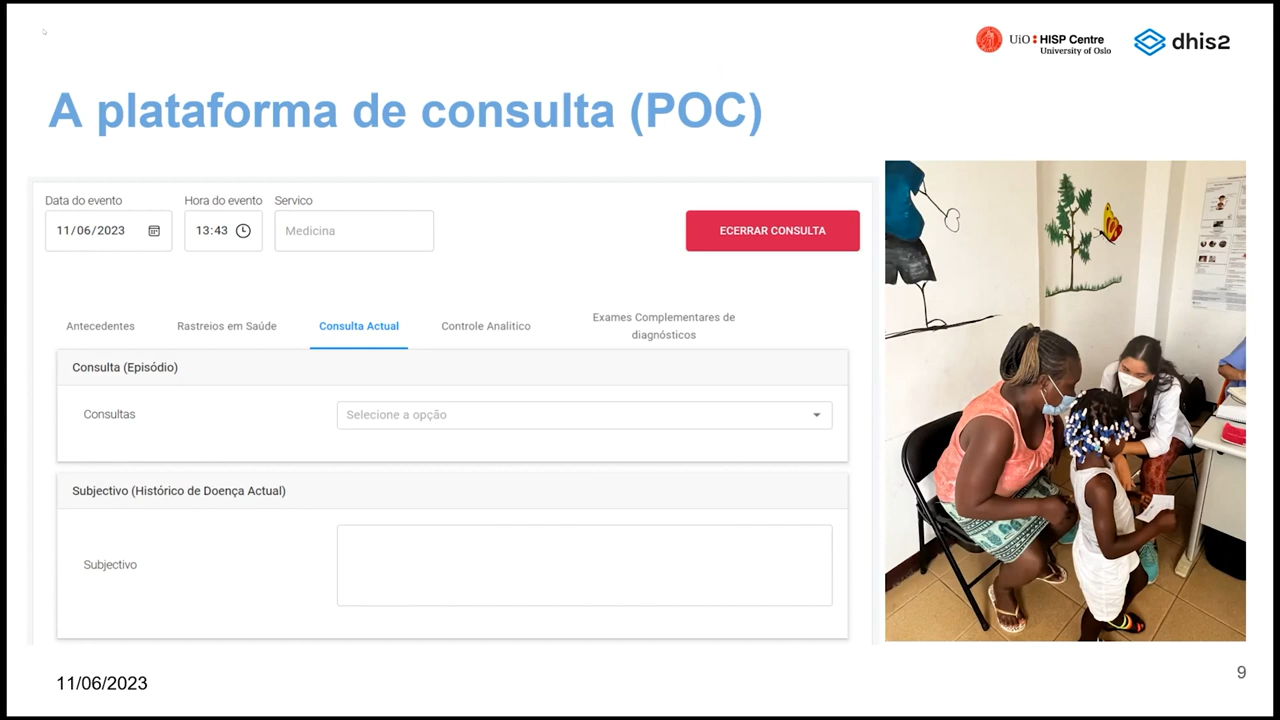 UiO HISP Centre
University of Oslo
dhis2
A plataforma de consulta (POC)
Data do evento
Hora do evento
Servico
11/06/2023
13:43
Medicina
ECERRAR CONSULTA
Antecedentes
Rastreios em Saúde
Consulta Actual
Controle Analitico
Exames Complementares de
diagnósticos
Consulta (Episódio)
Consultas
Selecione a opção
Subjectivo (Histórico de Doença Actual)
Subjectivo
11/06/2023
9